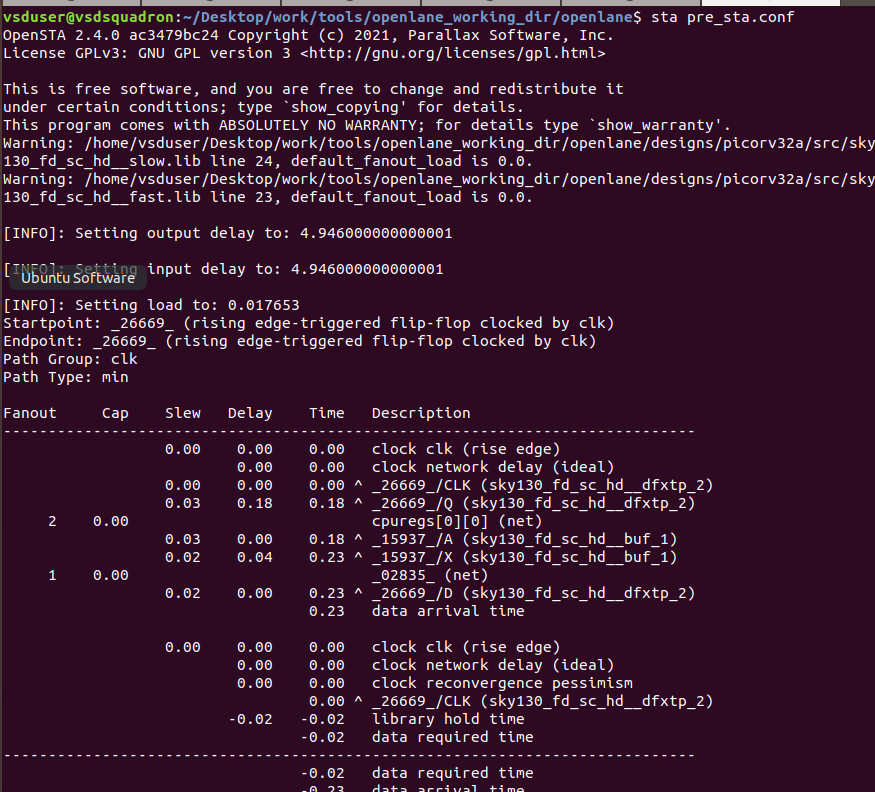 vsduser@vsdsquadron:~/Desktop/work/tools/openlane_working_dir/openlane$ sta pre_sta.conf
OpenSTA 2.4.0 ac3479bc24 Copyright (c) 2021, Parallax Software, Inc.
License GPLv3: GNU GPL version 3 <http://gnu.org/licenses/gpl.html>

This is free software, and you are free to change and redistribute it
under certain conditions; type `show_copying' for details.
This program comes with ABSOLUTELY NO WARRANTY; for details type `show_warranty'.
Warning: /home/vsduser/Desktop/work/tools/openlane_working_dir/openlane/designs/picorv32a/src/sky
130_fd_sc_hd__slow.lib line 24, default_fanout_load is 0.0.
Warning: /home/vsduser/Desktop/work/tools/openlane_working_dir/openlane/designs/picorv32a/src/sky
130_fd_sc_hd__fast.lib line 23, default_fanout_load is 0.0.

[INFO]: Setting output delay to: 4.946000000000001

[INFO]: Setting input delay to: 4.946000000000001
Ubuntu Software

[INFO]: Setting load to: 0.017653
Startpoint: _26669_ (rising edge-triggered flip-flop clocked by clk)
Endpoint: _26669_ (rising edge-triggered flip-flop clocked by clk)
Path Group: clk
Path Type: min

Fanout     Cap    Slew   Delay    Time   Description
-----------------------------------------------------------------------------
                  0.00    0.00    0.00   clock clk (rise edge)
                          0.00    0.00   clock network delay (ideal)
                  0.00    0.00    0.00 ^ _26669_/CLK (sky130_fd_sc_hd__dfxtp_2)
                  0.03    0.18    0.18 ^ _26669_/Q (sky130_fd_sc_hd__dfxtp_2)
     2    0.00                           cpuregs[0][0] (net)
                  0.03    0.00    0.18 ^ _15937_/A (sky130_fd_sc_hd__buf_1)
                  0.02    0.04    0.23 ^ _15937_/X (sky130_fd_sc_hd__buf_1)
     1    0.00                           _02835_ (net)
                  0.02    0.00    0.23 ^ _26669_/D (sky130_fd_sc_hd__dfxtp_2)
                                  0.23   data arrival time

                  0.00    0.00    0.00   clock clk (rise edge)
                          0.00    0.00   clock network delay (ideal)
                          0.00    0.00   clock reconvergence pessimism
                                  0.00 ^ _26669_/CLK (sky130_fd_sc_hd__dfxtp_2)
                         -0.02   -0.02   library hold time
                                 -0.02   data required time
-----------------------------------------------------------------------------
                                 -0.02   data required time
                                 -0.23   data arrival time